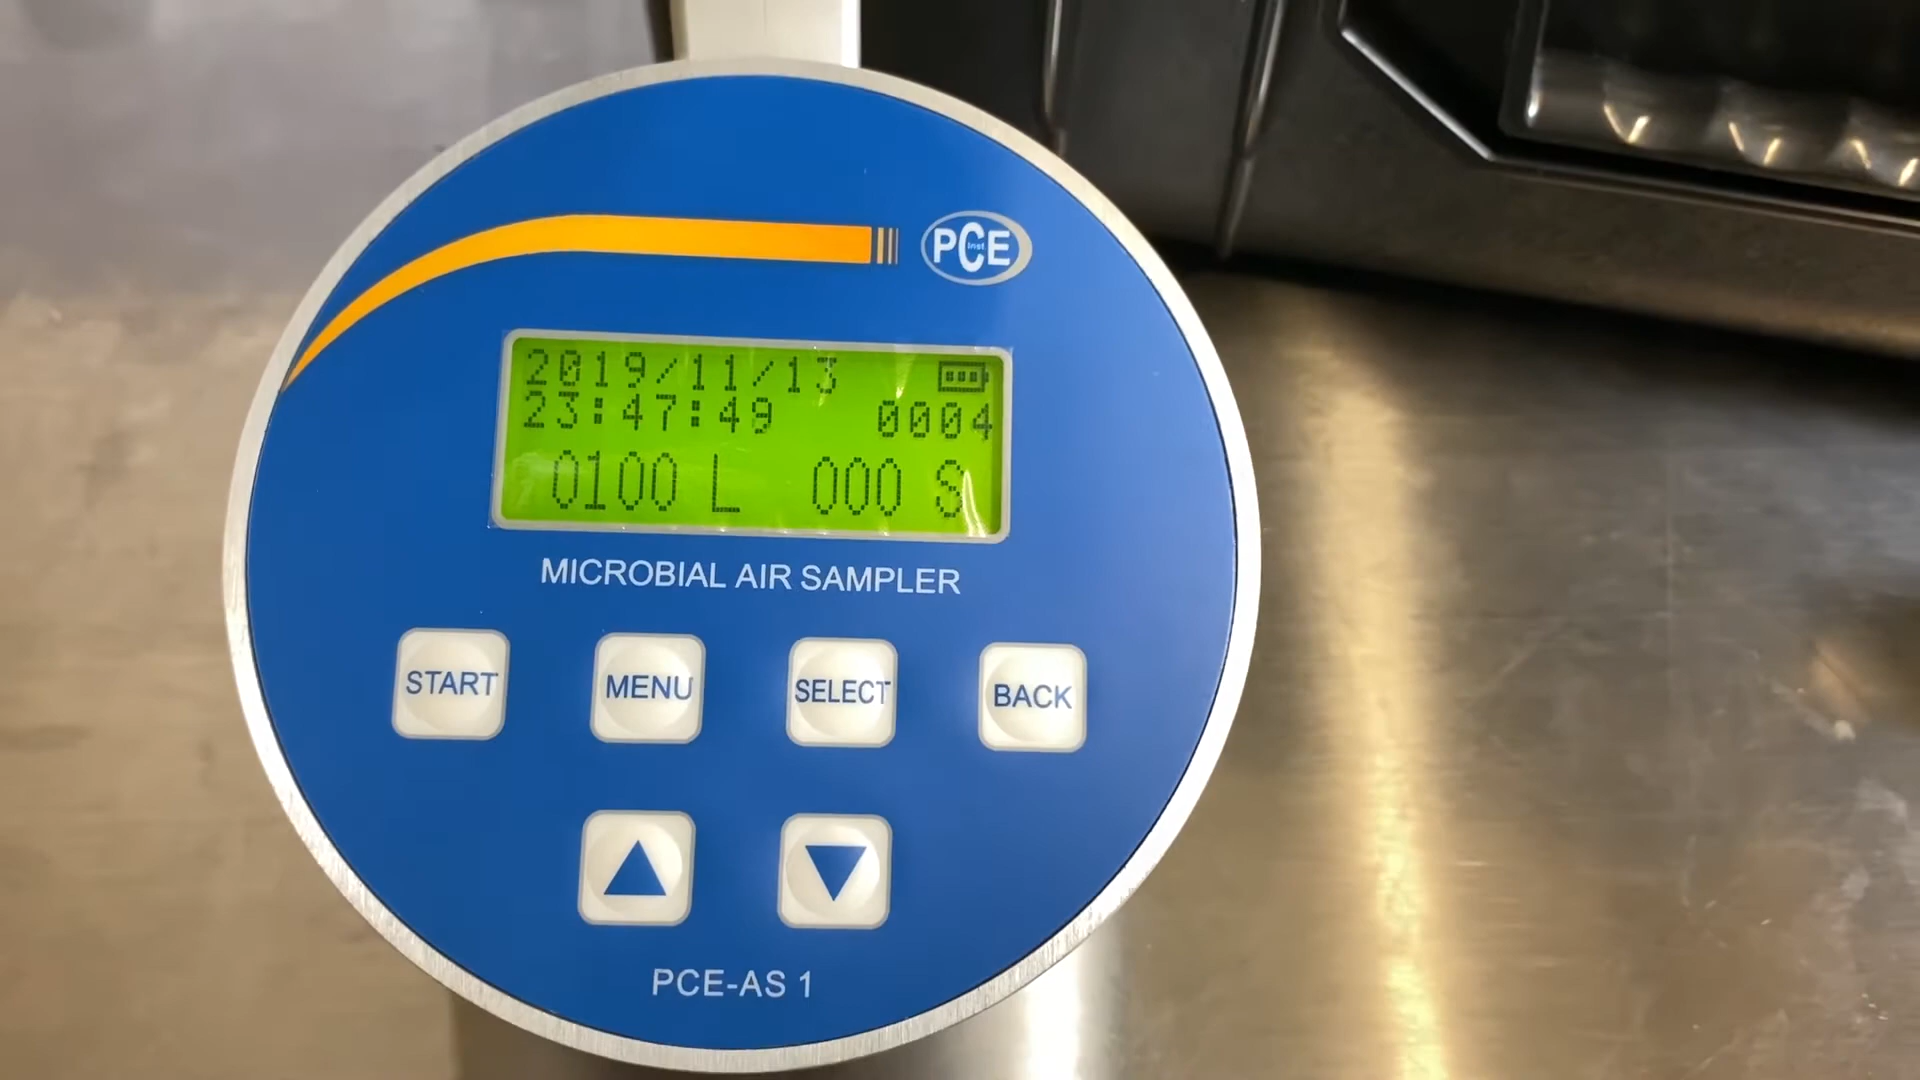 PCE
Inst.
2019/11/13
23:47:49 0004
0100 L 000 S
MICROBIAL AIR SAMPLER
START MENU SELECT BACK
PCE-AS 1